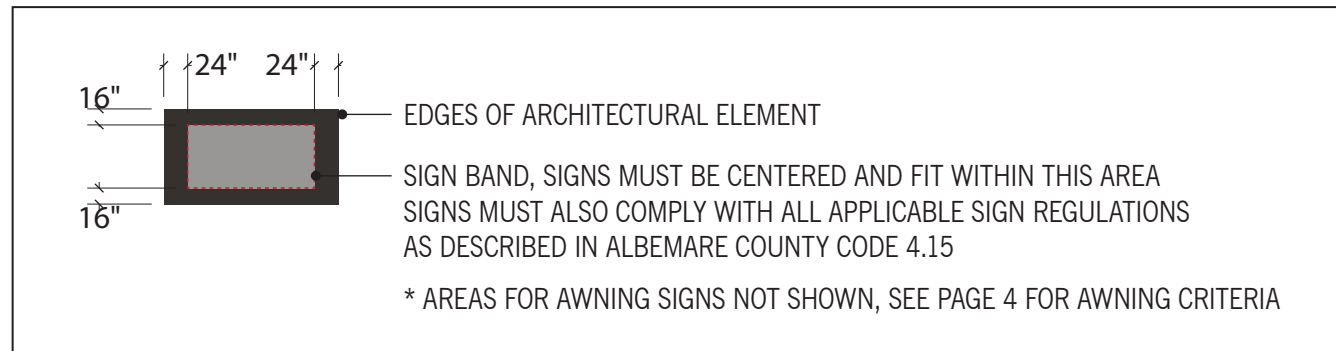 24" 24"
16"
EDGES OF ARCHITECTURAL ELEMENT
SIGN BAND, SIGNS MUST BE CENTERED AND FIT WITHIN THIS AREA
16"
SIGNS MUST ALSO COMPLY WITH ALL APPLICABLE SIGN REGULATIONS
AS DESCRIBED IN ALBEMARE COUNTY CODE 4.15
* AREAS FOR AWNING SIGNS NOT SHOWN, SEE PAGE 4 FOR AWNING CRITERIA